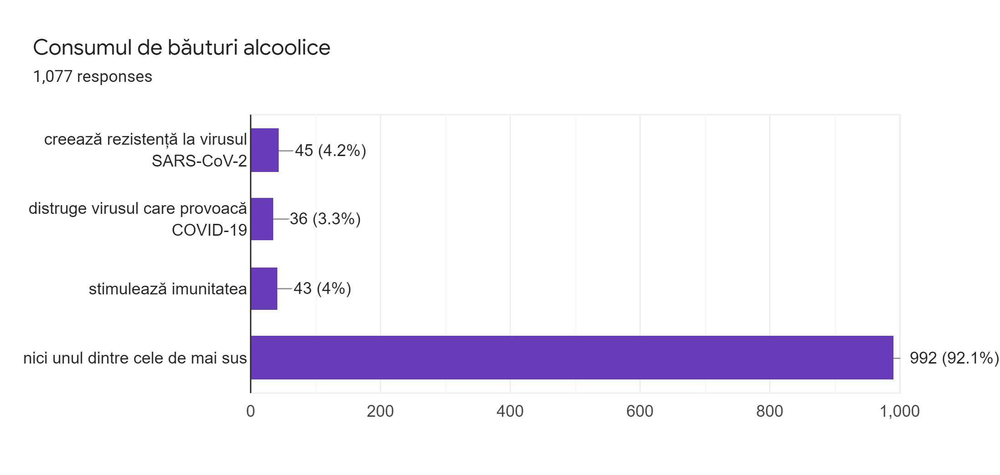 Consumul de băuturi alcoolice
1,077 responses
creează rezistență la virusul
SARS-CoV-2
45 (4.2%)
distruge virusul care provoacă
COVID-19
36 (3.3%)
stimulează imunitatea
43 (4%)
nici unul dintre cele de mai sus
992 (92.1%)
0 200 400 600 800 1,000